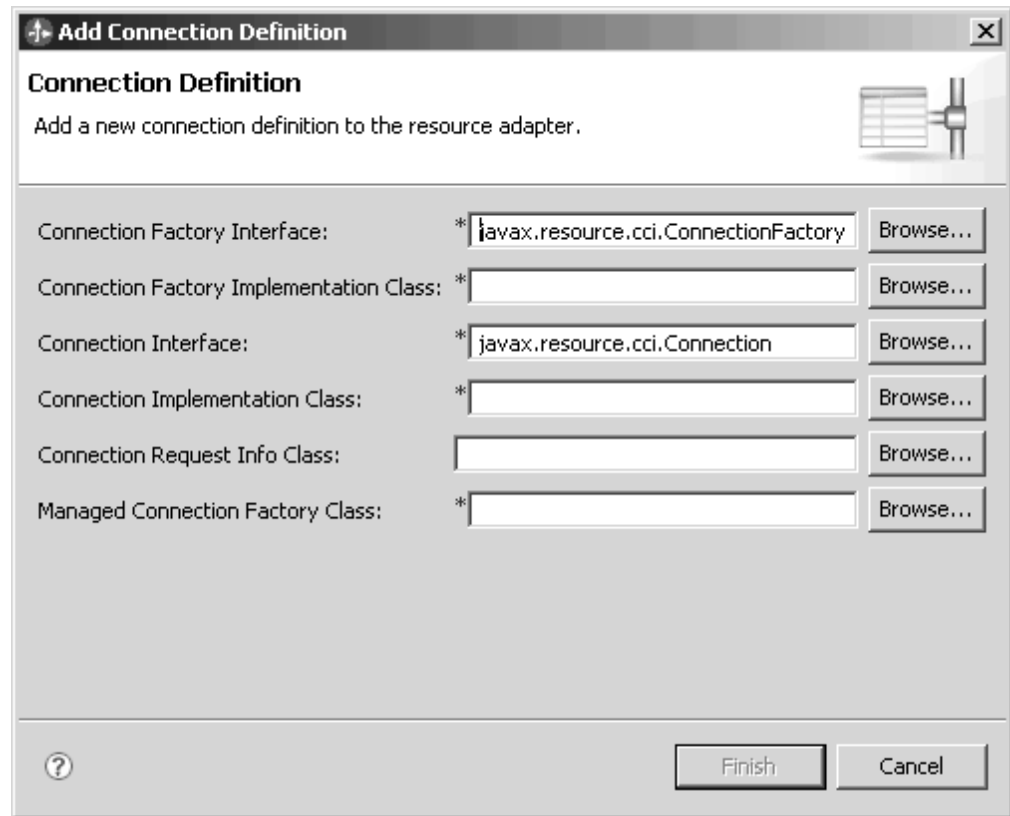 Add Connection Definition
Connection Definition
Add a new connection definition to the resource adapter.
Connection Factory Interface: * javax.resource.cci.ConnectionFactory Browse...
Connection Factory Implementation Class: * Browse...
Connection Interface: * javax.resource.cci.Connection Browse...
Connection Implementation Class: * Browse...
Connection Request Info Class: Browse...
Managed Connection Factory Class: * Browse...
? Finish Cancel